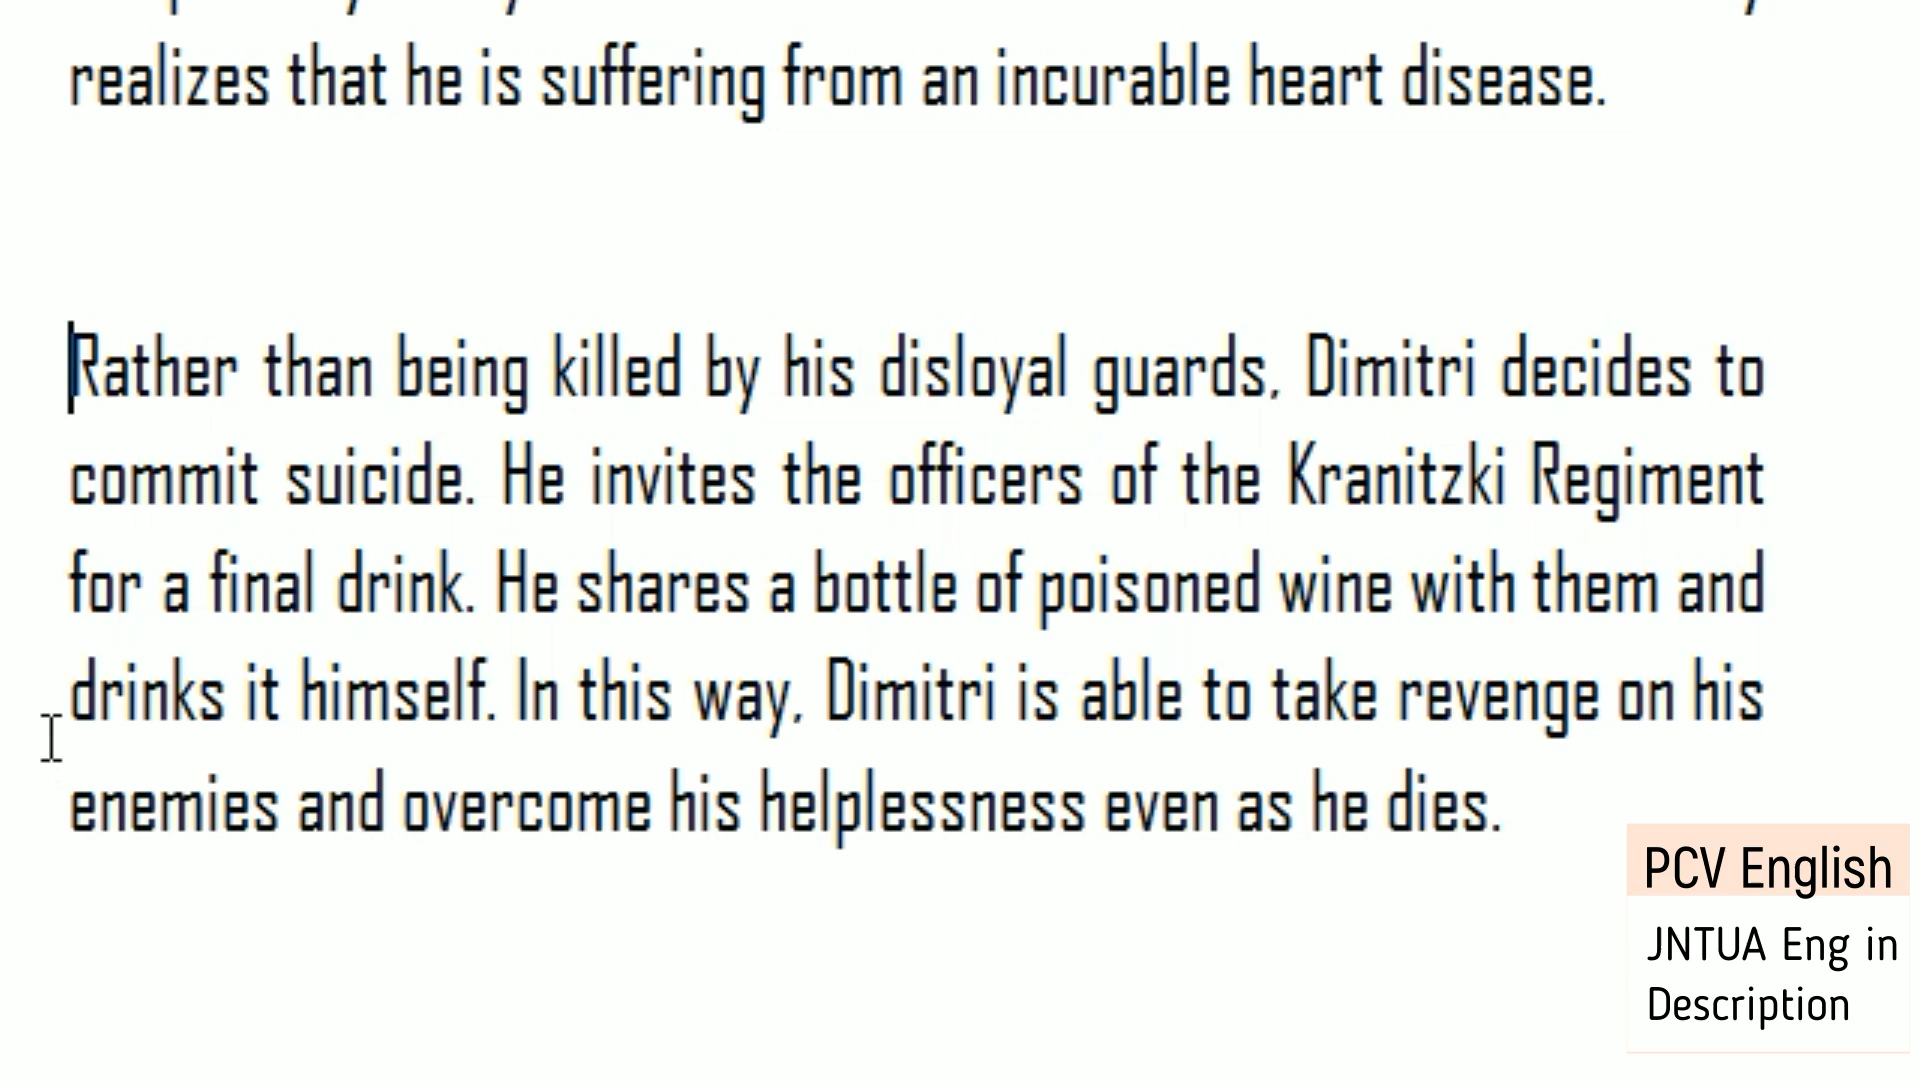 realizes that he is suffering from an incurable heart disease.
Rather than being killed by his disloyal guards, Dimitri decides to
commit suicide. He invites the officers of the Kranitzki Regiment
for a final drink. He shares a bottle of poisoned wine with them and
drinks it himself. In this way, Dimitri is able to take revenge on his
enemies and overcome his helplessness even as he dies.
PCV English
JNTUA Eng in
Description